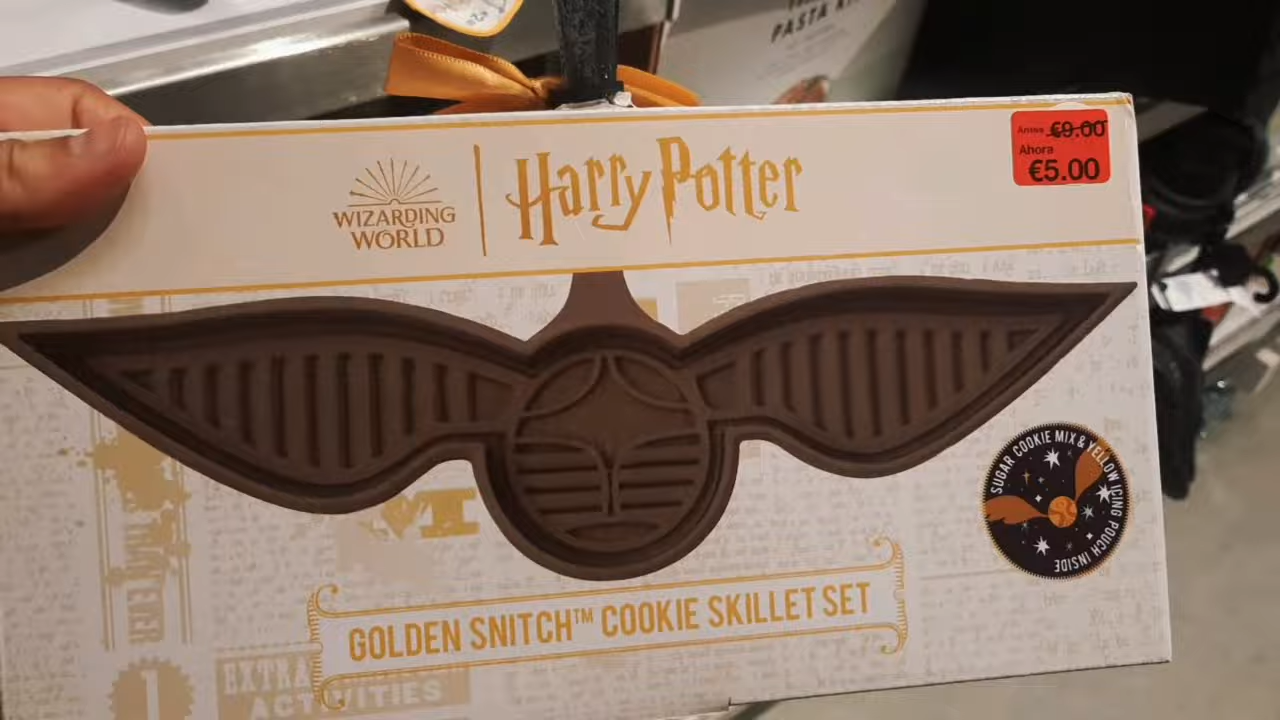 PASTA
WIZARDING
WORLD
Harry Potter
Antes €9.00
Ahora
€5.00
SUGAR COOKIE MIX & YELLOW ICING POUCH INSIDE
GOLDEN SNITCH™ COOKIE SKILLET SET
EXTRA
ACTIVITIES